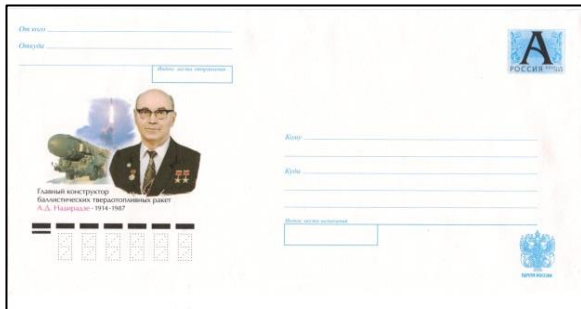 От кого
Откуда
Индекс места отправления
Главный конструктор
баллистических твердотопливных ракет
А.Д. Надирадзе - 1914-1987
А
РОССИЯ
Кому
Куда
Индекс места назначения
ПОЧТА РОССИИ